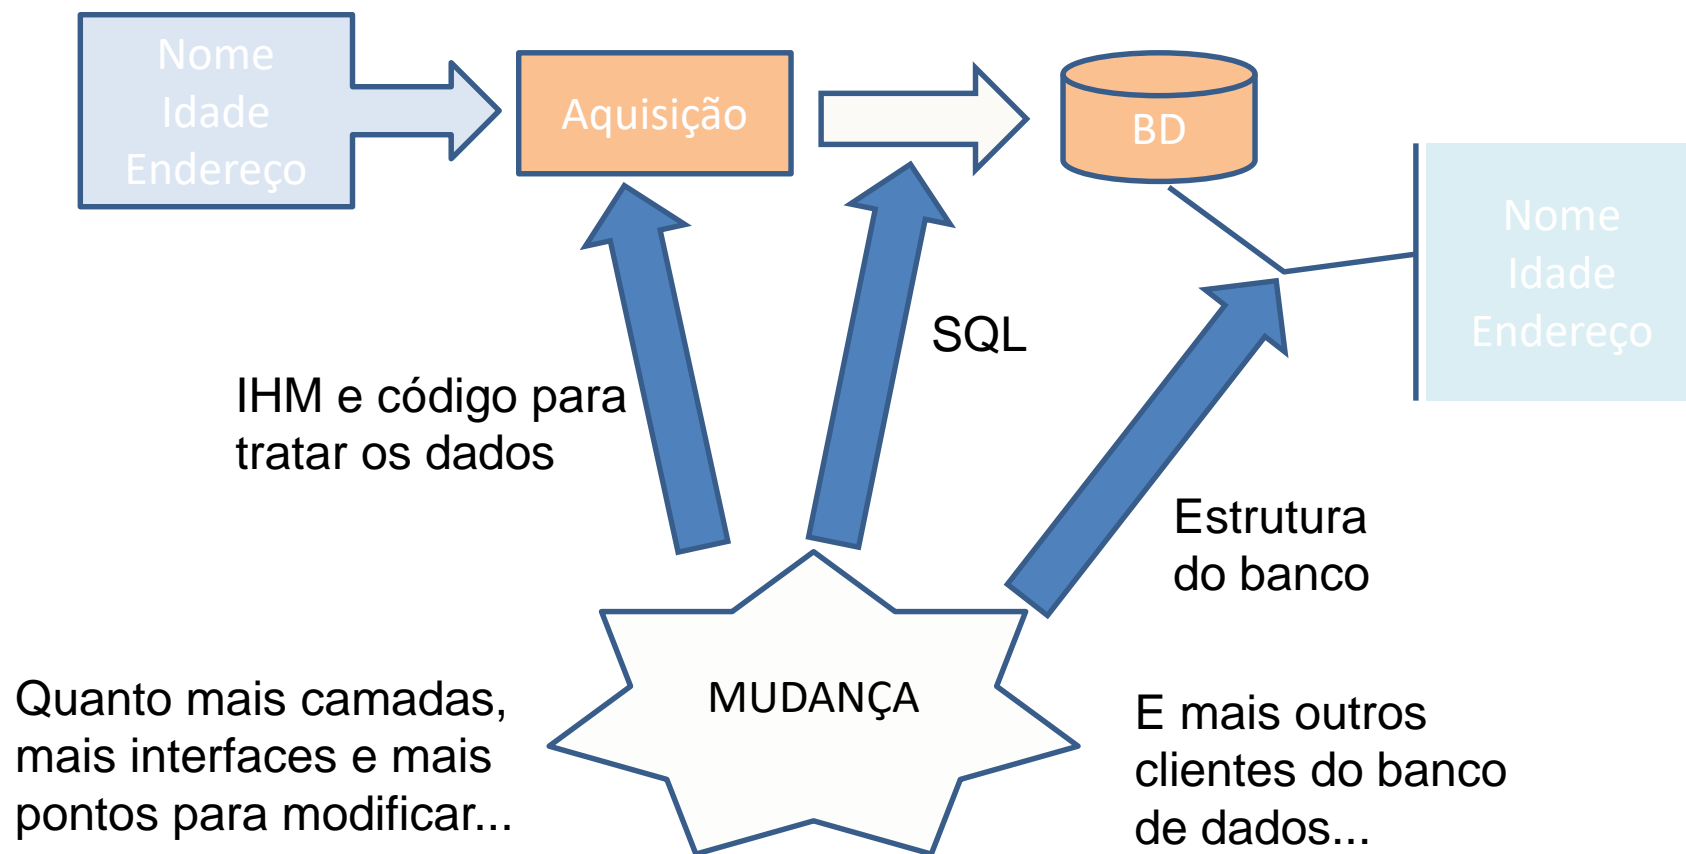 Nome
Idade
Endereço
Aquisição
BD
Nome
Idade
Endereço
SQL
IHM e código para
tratar os dados
Estrutura
do banco
MUDANÇA
Quanto mais camadas,
mais interfaces e mais
pontos para modificar...
E mais outros
clientes do banco
de dados...